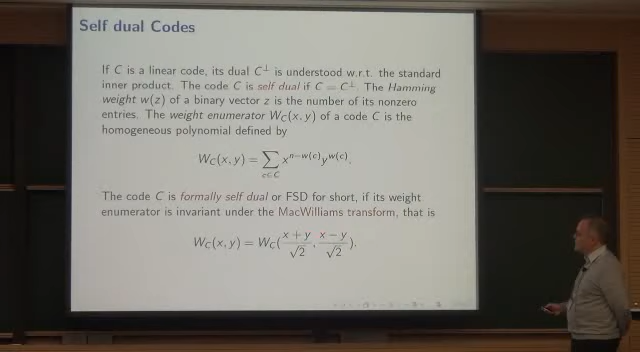 Self dual Codes
If C is a linear code, its dual C^⊥ is understood w.r.t. the standard
inner product. The code C is self dual if C = C^⊥. The Hamming
weight w(z) of a binary vector z is the number of its nonzero
entries. The weight enumerator W_C(x, y) of a code C is the
homogeneous polynomial defined by
W_C(x, y) = ∑_{c∈C} x^{n−w(c)} y^{w(c)}.
The code C is formally self dual or FSD for short, if its weight
enumerator is invariant under the MacWilliams transform, that is
W_C(x, y) = W_C((x + y)/√2, (x − y)/√2).